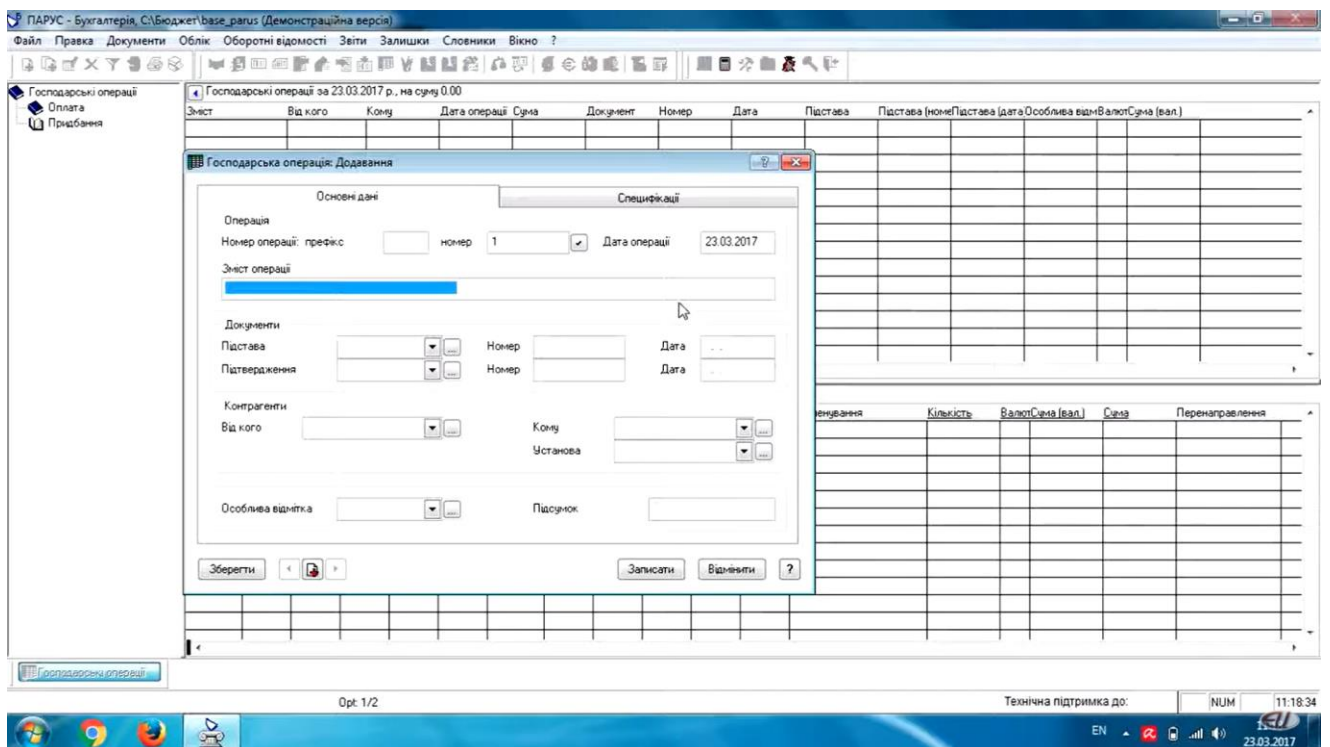 ПАРУС - Бухгалтерія, C:\Бюджет\base_parus (Демонстраційна версія)
Файл Правка Документи Облік Оборотні відомості Звіти Залишки Словники Вікно ?
Господарські операції
Оплата
Придбання
Господарські операції за 23.03.2017 р., на суму 0.00
Зміст Від кого Кому Дата операції Сума Документ Номер Дата Підстава Підстава (номе Підстава (дата Особлива відм Валют Сума (вал.)
Господарська операція: Додавання
Основні дані Специфікації
Операція
Номер операції: префікс номер 1 Дата операції 23.03.2017
Зміст операції
Документи
Підстава ... Номер Дата . .
Підтвердження ... Номер Дата . .
Контрагенти
Від кого ... Кому ...
Установа ...
Особлива відмітка ... Підсумок
Зберегти Записати Відмінити ?
енування Кількість Валют Сума (вал.) Сума Перенаправлення
Господарські операції
Opt: 1/2 Технічна підтримка до: NUM 11:18:34
EN
23.03.2017